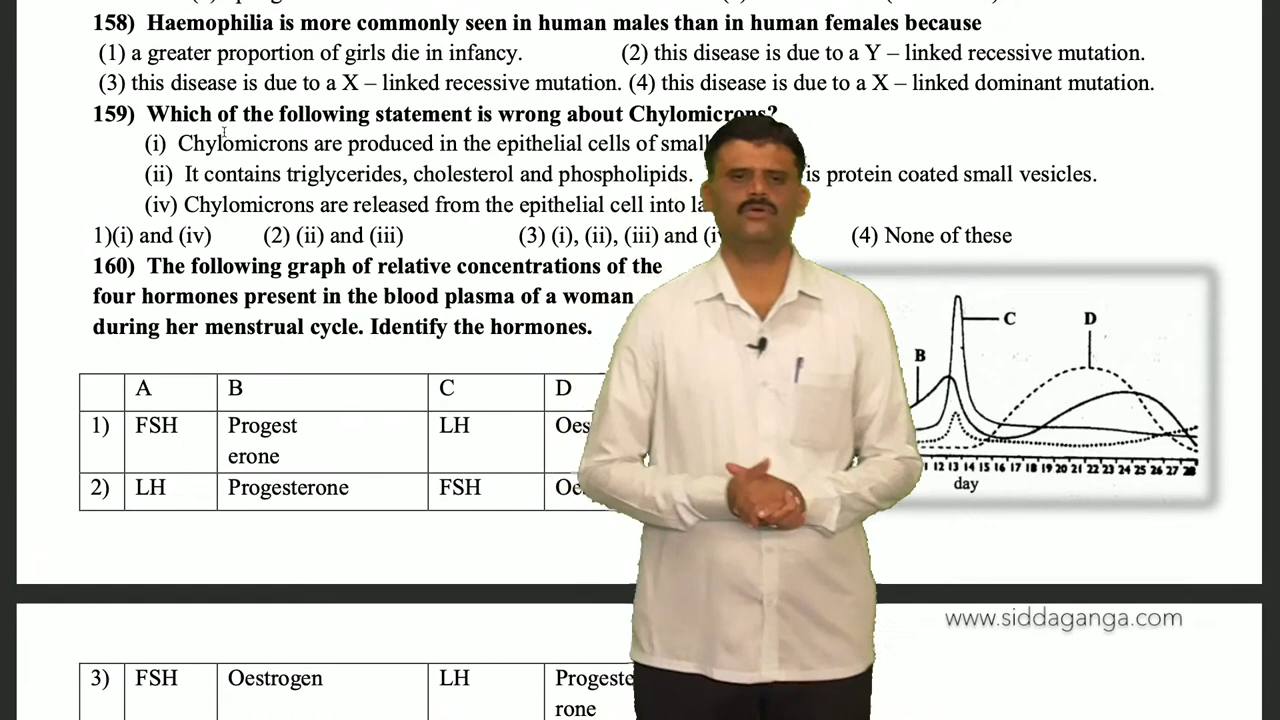 158) Haemophilia is more commonly seen in human males than in human females because
(1) a greater proportion of girls die in infancy. (2) this disease is due to a Y – linked recessive mutation.
(3) this disease is due to a X – linked recessive mutation. (4) this disease is due to a X – linked dominant mutation.
159) Which of the following statement is wrong about Chylomicrons?
(i) Chylomicrons are produced in the epithelial cells of small
(ii) It contains triglycerides, cholesterol and phospholipids. is protein coated small vesicles.
(iv) Chylomicrons are released from the epithelial cell into
1)(i) and (iv) (2) (ii) and (iii) (3) (i), (ii), (iii) and (4) None of these
160) The following graph of relative concentrations of the
four hormones present in the blood plasma of a woman
during her menstrual cycle. Identify the hormones.
A B C D
1) FSH Progest LH
erone
2) LH Progesterone FSH
B C D
12 13 14 15 16 17 18 19 20 21 22 23 24 25 26 27 28
day
www.siddaganga.com
3) FSH Oestrogen LH Progeste
rone